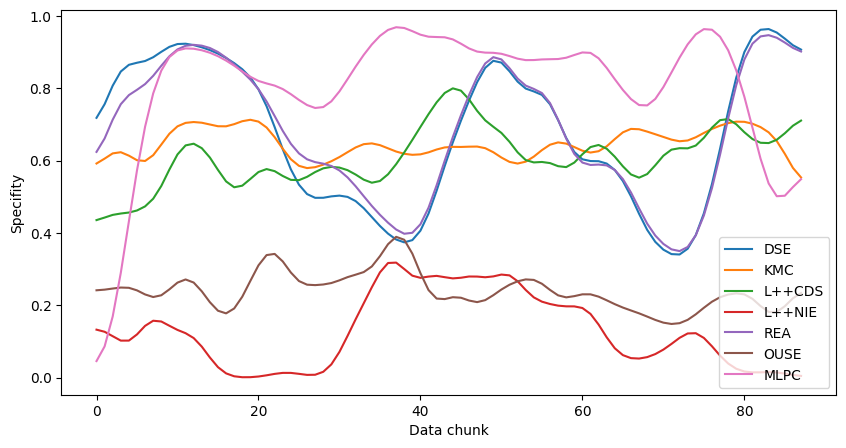 1.0
0.8
0.6
0.4
0.2
0.0
Specifity
0
20
40
60
80
Data chunk
DSE
KMC
L++CDS
L++NIE
REA
OUSE
MLPC